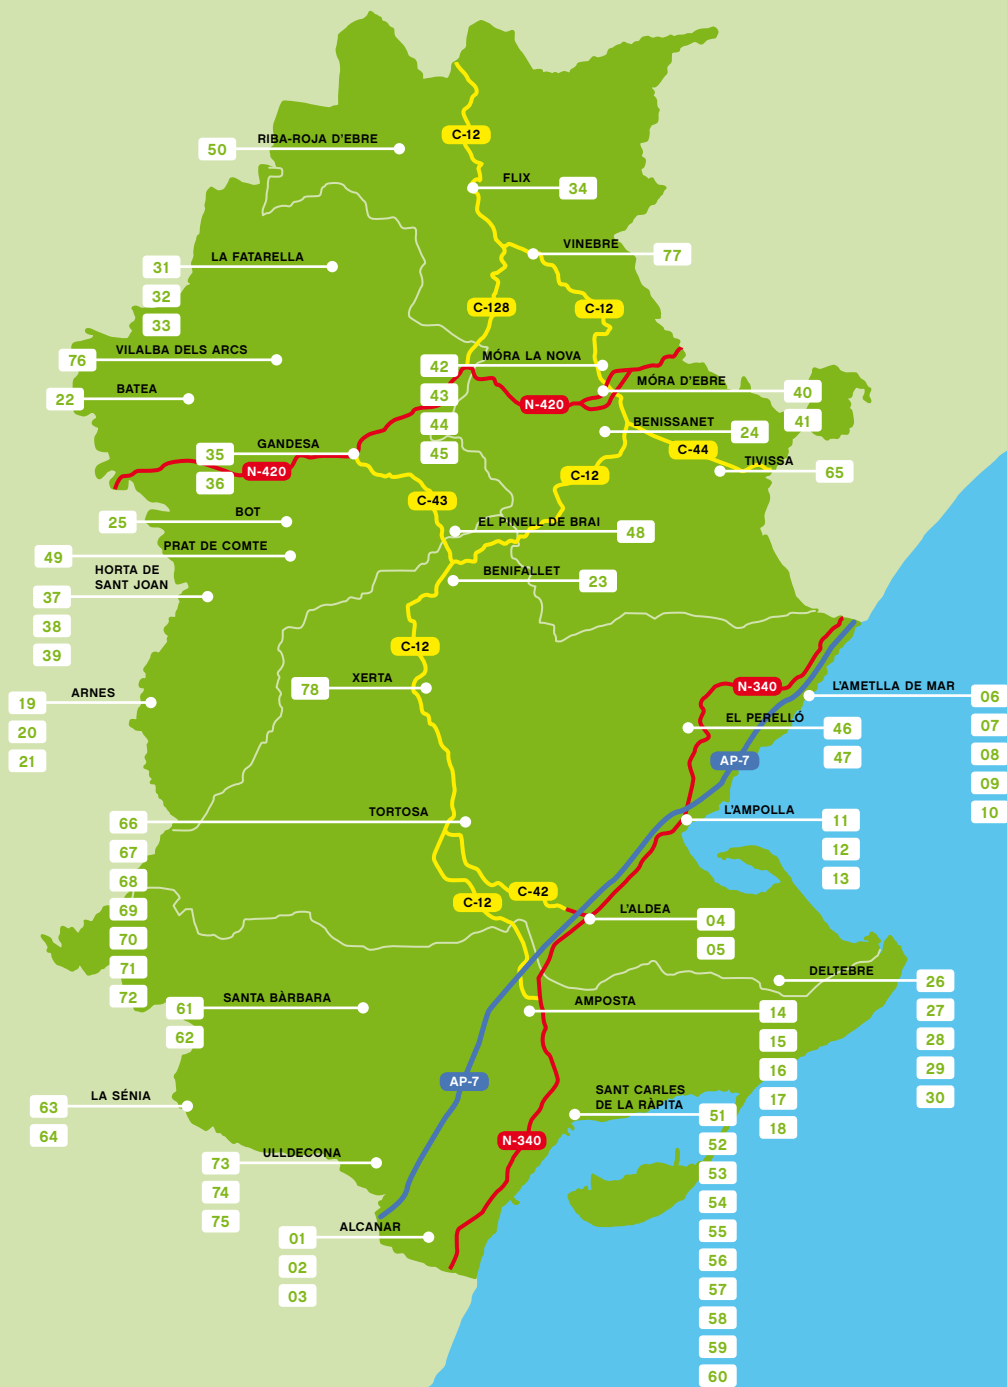 C-12
RIBA-ROJA D'EBRE
50
FLIX
34
VINEBRE
77
LA FATARELLA
31
32
33
C-128
C-12
VILALBA DELS ARCS
76
MÓRA LA NOVA
42
43
44
45
MÓRA D'EBRE
40
41
BATEA
22
N-420
BENISSANET
24
GANDESA
35
36
N-420
C-44
TIVISSA
65
C-12
C-43
BOT
25
EL PINELL DE BRAI
48
PRAT DE COMTE
49
HORTA DE
SANT JOAN
37
38
39
BENIFALLET
23
C-12
XERTA
78
ARNES
19
20
21
N-340
L'AMETLLA DE MAR
06
07
08
09
10
EL PERELLÓ
46
47
AP-7
TORTOSA
66
67
68
69
70
71
72
L'AMPOLLA
11
12
13
C-42
C-12
L'ALDEA
04
05
DELTEBRE
26
27
28
29
30
SANTA BÀRBARA
61
62
AMPOSTA
14
15
16
17
18
AP-7
LA SÉNIA
63
64
SANT CARLES
DE LA RÀPITA
51
52
53
54
55
56
57
58
59
60
N-340
ULLDECONA
73
74
75
ALCANAR
01
02
03